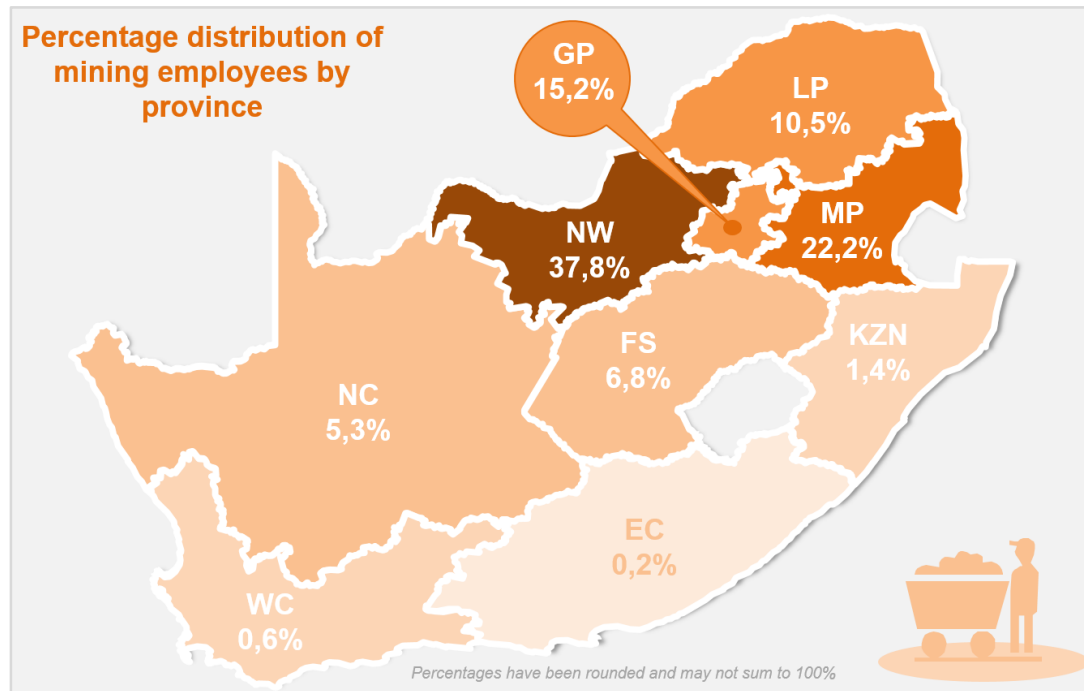 Percentage distribution of
mining employees by
province
GP
15,2%
LP
10,5%
MP
22,2%
NW
37,8%
FS
6,8%
KZN
1,4%
NC
5,3%
EC
0,2%
WC
0,6%
Percentages have been rounded and may not sum to 100%